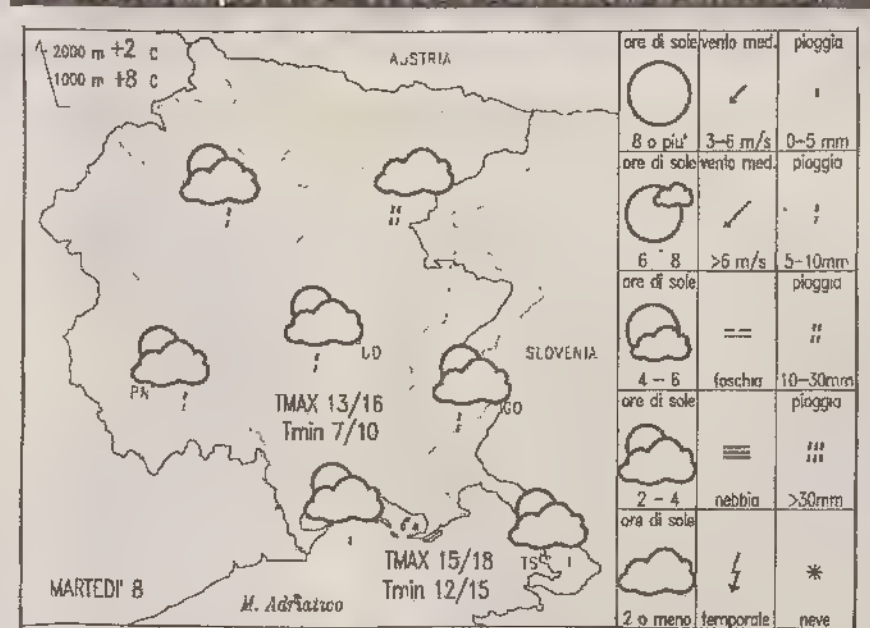 2000 m +2 c
1000 m +8 c
AUSTRIA
UD
SLOVENIA
PN
GO
TMAX 13/16
Tmin 7/10
TMAX 15/18
Tmin 12/15
TS
MARTEDI' 8
M. Adriatico
ore di sole vento med. pioggia
8 o piu' 3-6 m/s 0-5 mm
ore di sole vento med. pioggia
6 - 8 >6 m/s 5-10mm
ore di sole pioggia
4 - 6 foschia 10-30mm
ore di sole pioggia
2 - 4 nebbia >30mm
ore di sole
2 o meno temporale neve